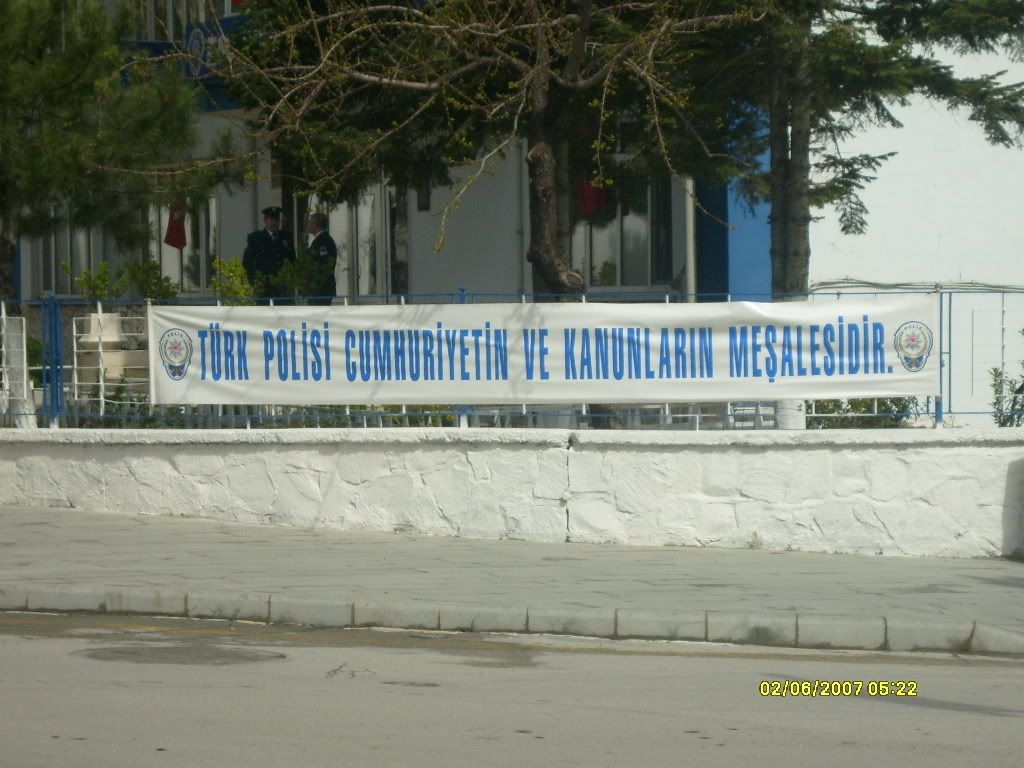 TÜRK POLİSİ CUMHURİYETİN VE KANUNLARIN MEŞALESİDİR.
02/06/2007 05:22